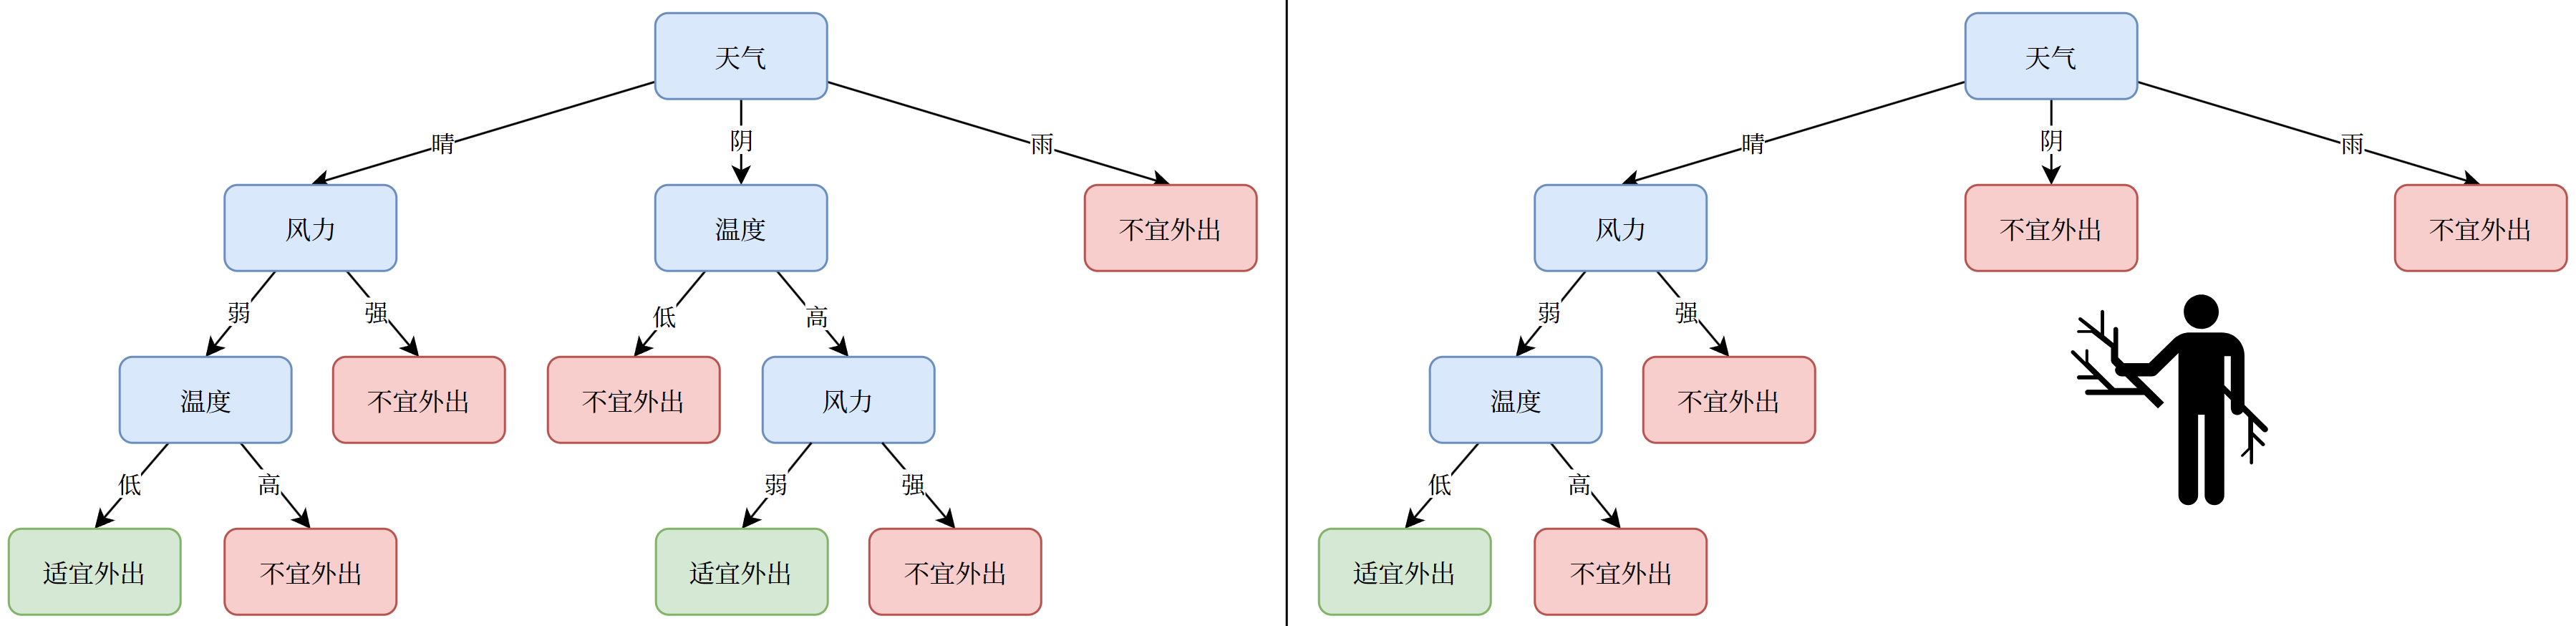 天气
晴
阴
雨
风力
温度
不宜外出
弱
强
低
高
温度
不宜外出
不宜外出
风力
低
高
弱
强
适宜外出
不宜外出
适宜外出
不宜外出
天气
晴
阴
雨
风力
不宜外出
不宜外出
弱
强
温度
不宜外出
低
高
适宜外出
不宜外出